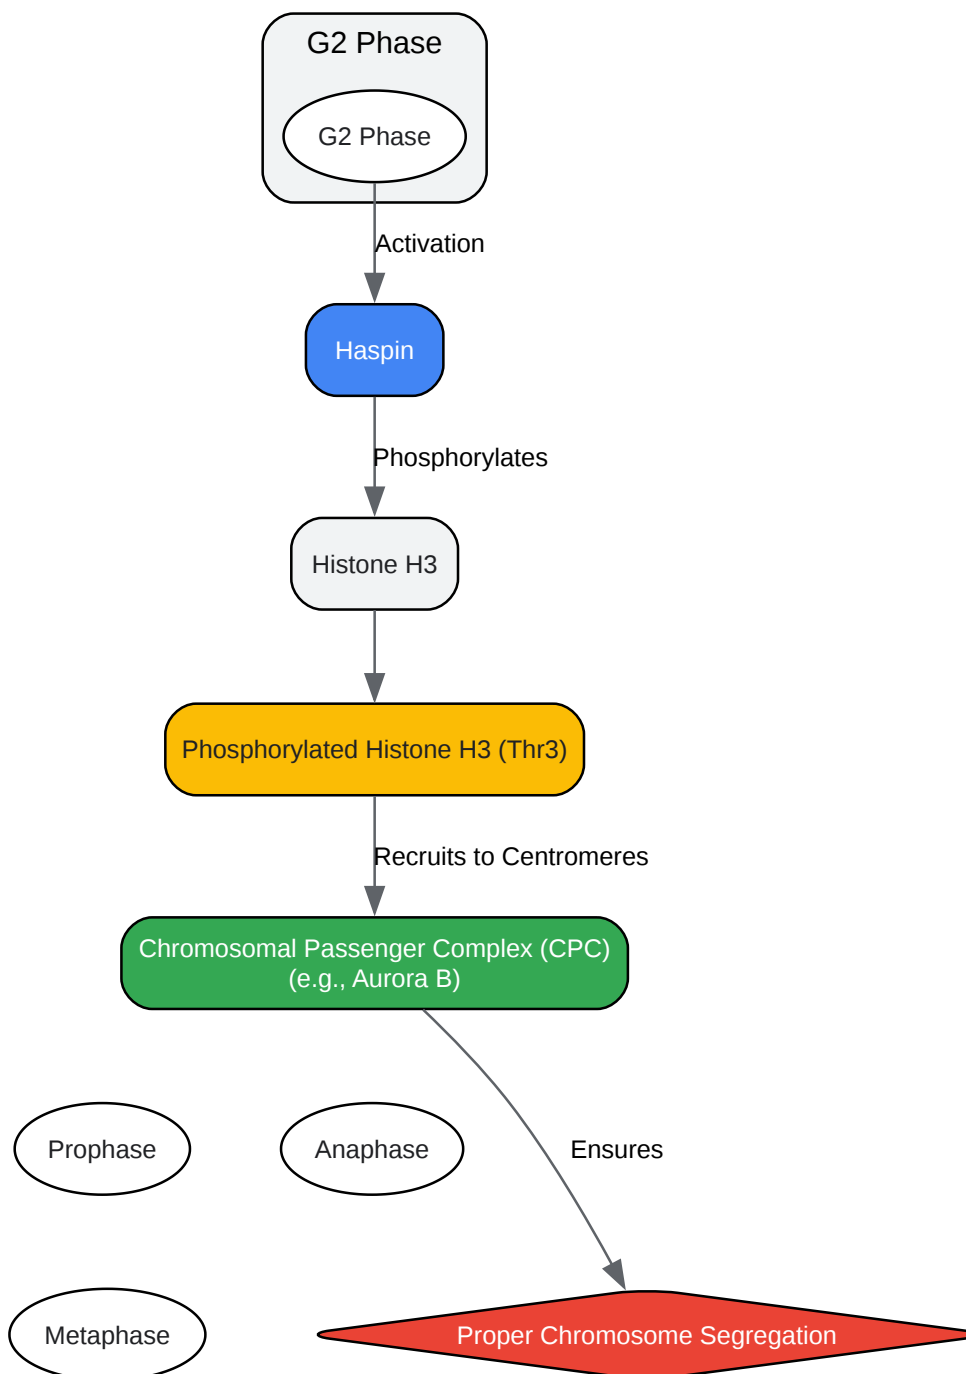 G2 Phase
G2 Phase
Activation
Haspin
Phosphorylates
Histone H3
Phosphorylated Histone H3 (Thr3)
Recruits to Centromeres
Chromosomal Passenger Complex (CPC)
(e.g., Aurora B)
Prophase
Anaphase
Ensures
Metaphase
Proper Chromosome Segregation